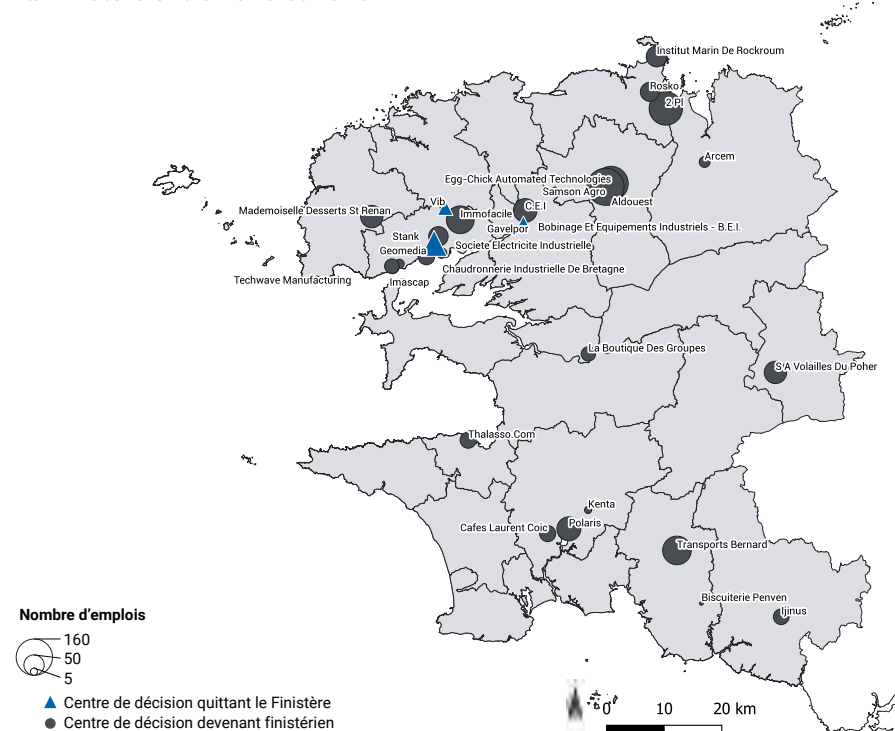 Institut Marin De Rockroum
Rosko
2 Pl
Arcem
Egg-Chick Automated Technologies
Samson Agro
Aldouest
Vib
C.E.I
Mademoiselle Desserts St Renan
Immofacile
Gavelpor
Bobinage Et Equipements Industriels - B.E.I.
Stank
Societe Electricite Industrielle
Geomedia
Chaudronnerie Industrielle De Bretagne
Techwave Manufacturing
Imascap
La Boutique Des Groupes
S A Volailles Du Poher
Thalasso.Com
Kenta
Cafes Laurent Coic
Polaris
Transports Bernard
Biscuiterie Penven
Ijinus
Nombre d’emplois
160
50
5
Centre de décision quittant le Finistère
Centre de décision devenant finistérien
0 10 20 km